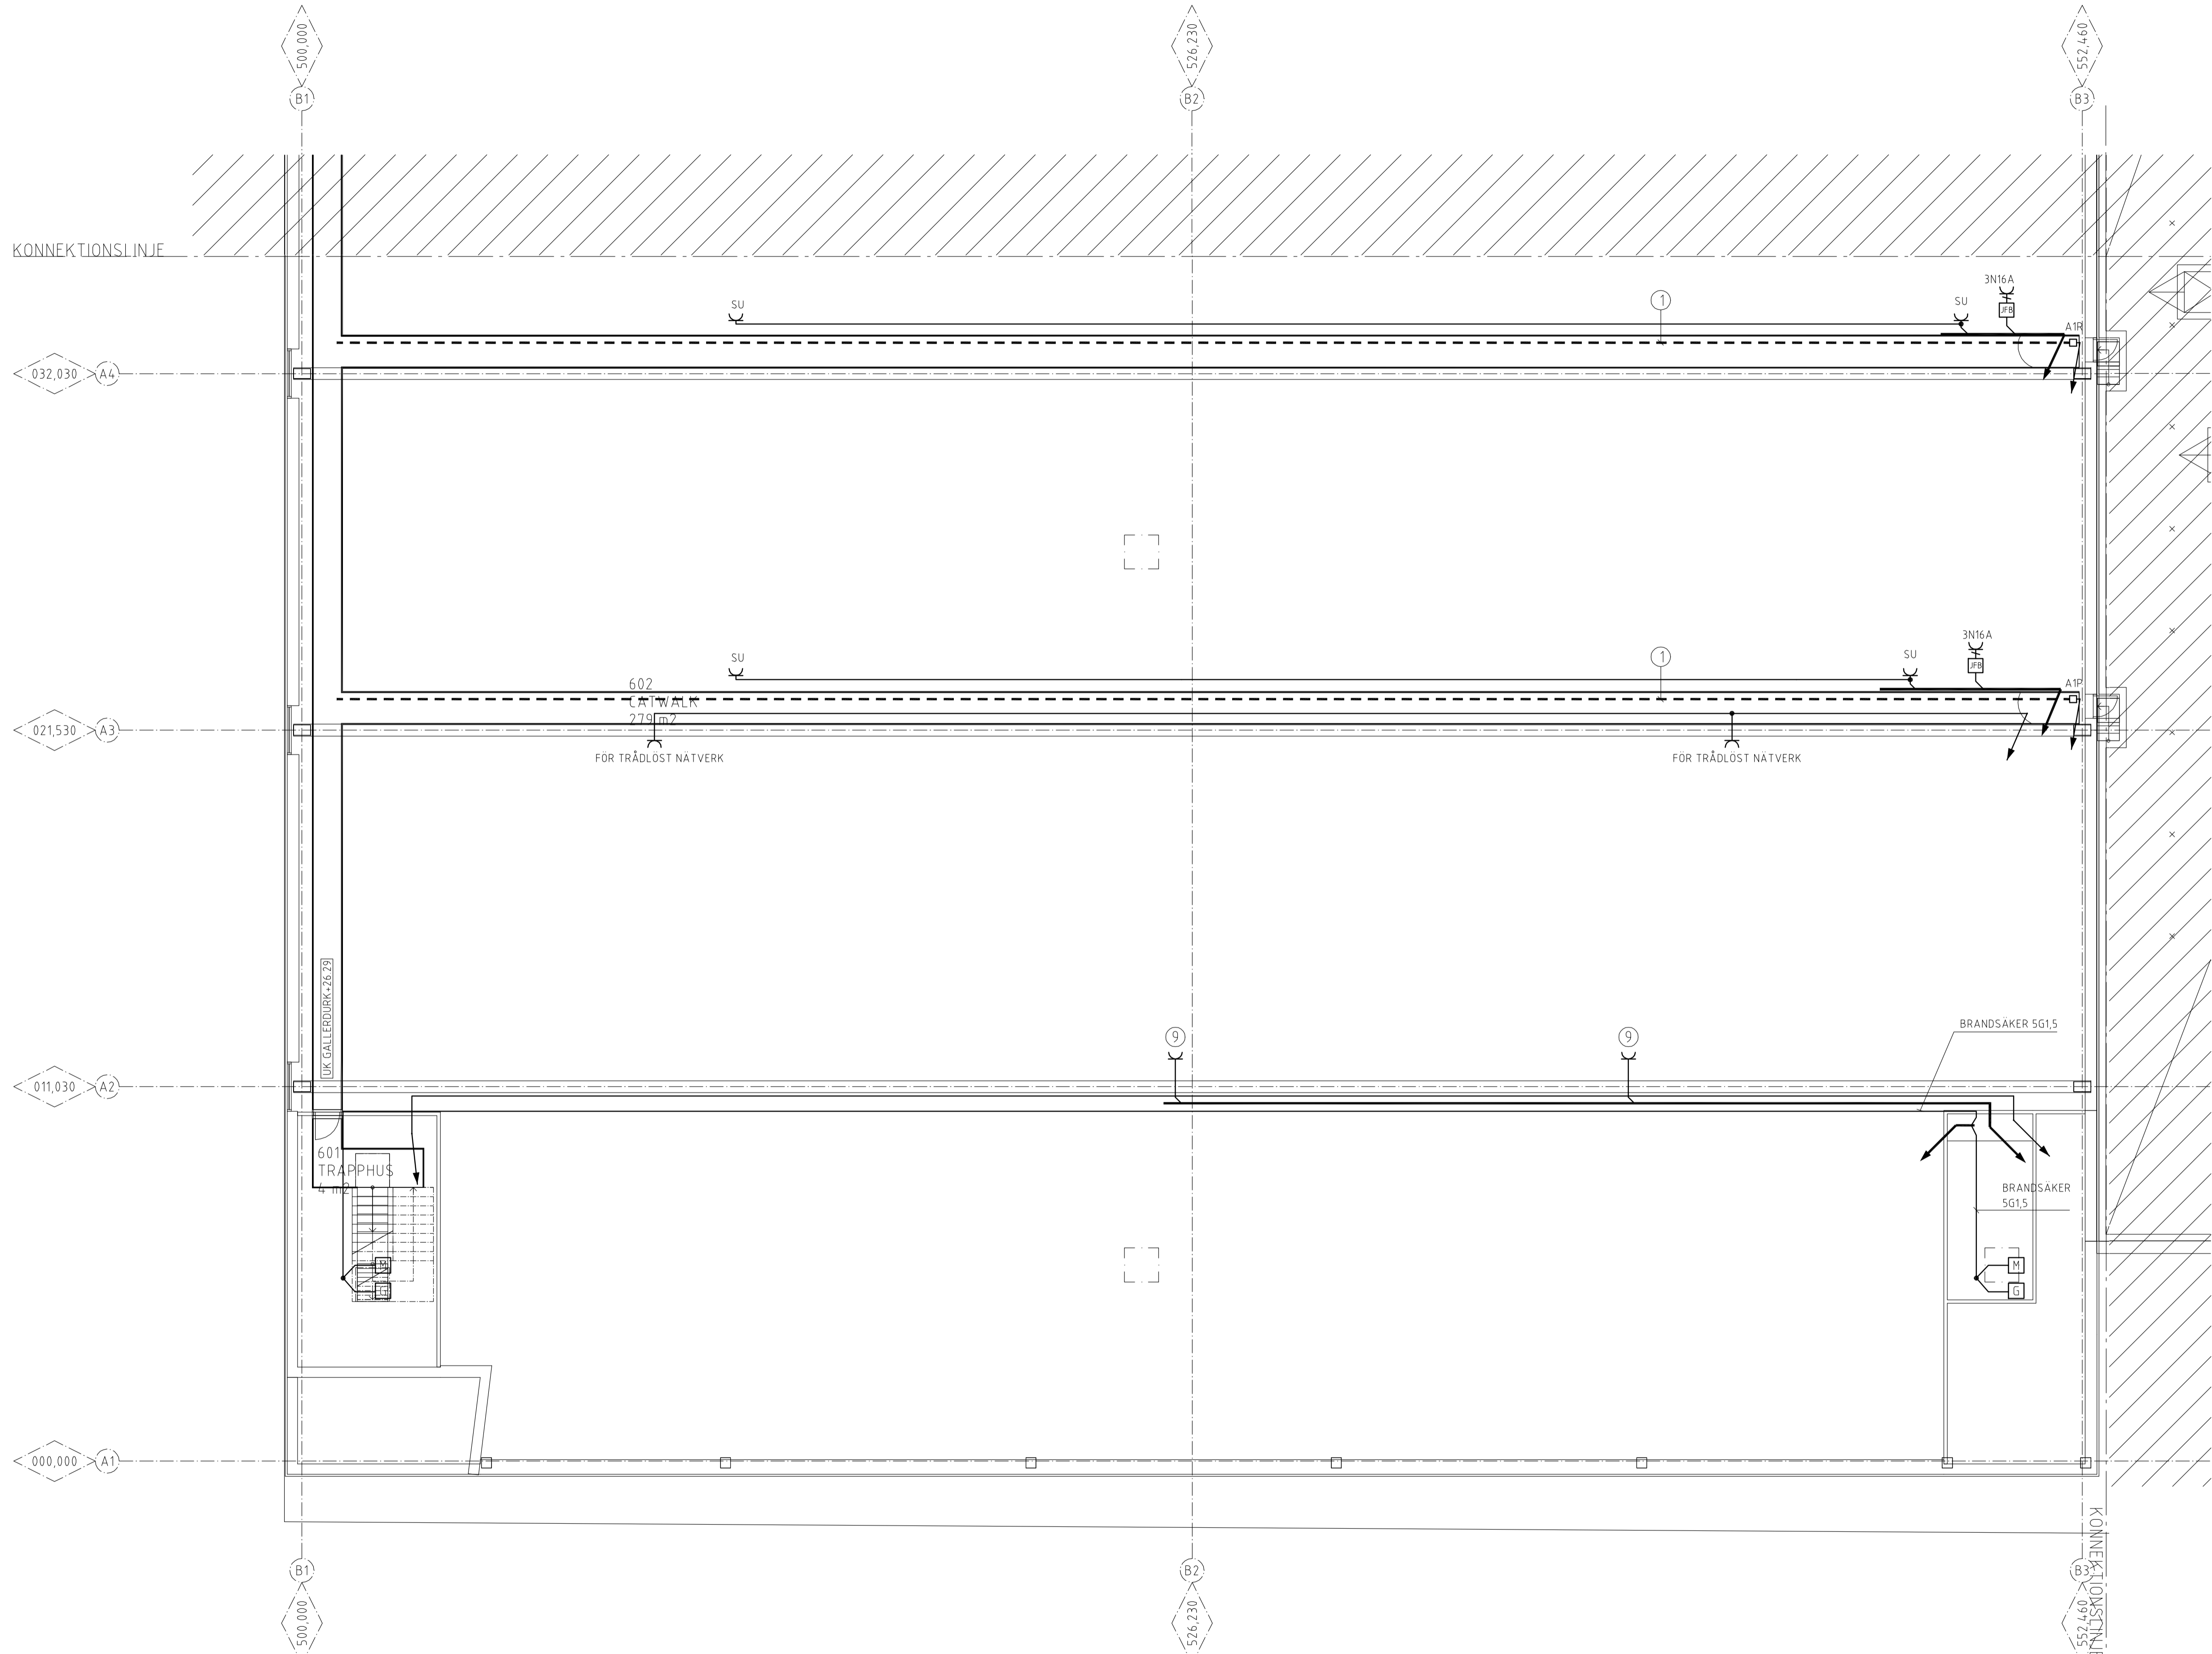 500,000
526,230
552,460
B1
B2
B3
KONNEKTIONSLINJE
3N16A
SU
SU
1
JFB
A1R
032,030
A4
3N16A
SU
SU
1
JFB
602
CATWALK
279 m2
A1P
021,530
A3
FÖR TRÅDLÖST NÄTVERK
FÖR TRÅDLÖST NÄTVERK
UK GALLERDURK+26.29
9
9
BRANDSÄKER 5G1,5
011,030
A2
601
TRAPPHUS
4 m2
BRANDSÄKER
5G1,5
M
G
M
G
000,000
A1
KONNEKTIONSLINJE
B1
B2
B3
500,000
526,230
552,460